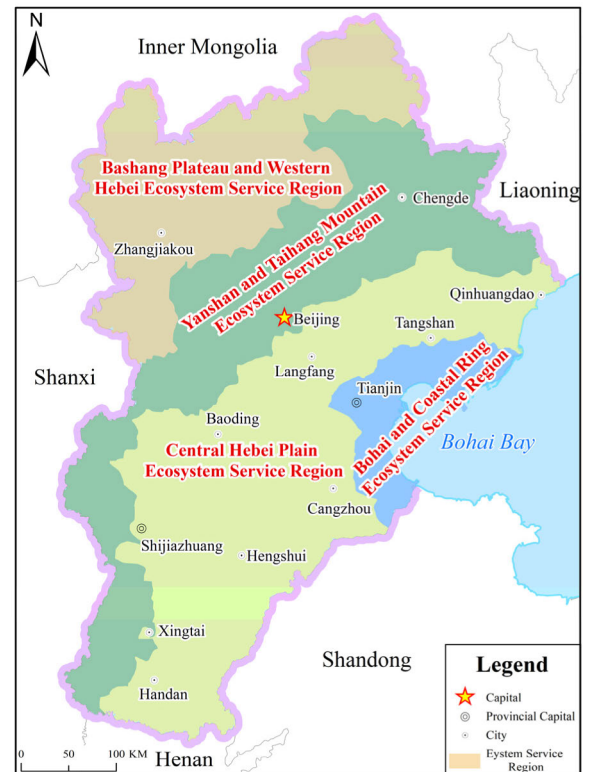 N
Inner Mongolia
Bashang Plateau and Western
Hebei Ecosystem Service Region
Liaoning
Chengde
Zhangjiakou
Yanshan and Taihang Mountain
Ecosystem Service Region
Qinhuangdao
Beijing
Tangshan
Langfang
Shanxi
Tianjin
Bohai and Coastal Ring
Ecosystem Service Region
Baoding
Bohai Bay
Central Hebei Plain
Ecosystem Service Region
Cangzhou
Shijiazhuang
Hengshui
Xingtai
Shandong
Handan
Henan
0 50 100 KM
Legend
Capital
Provincial Capital
City
Eystem Service
Region